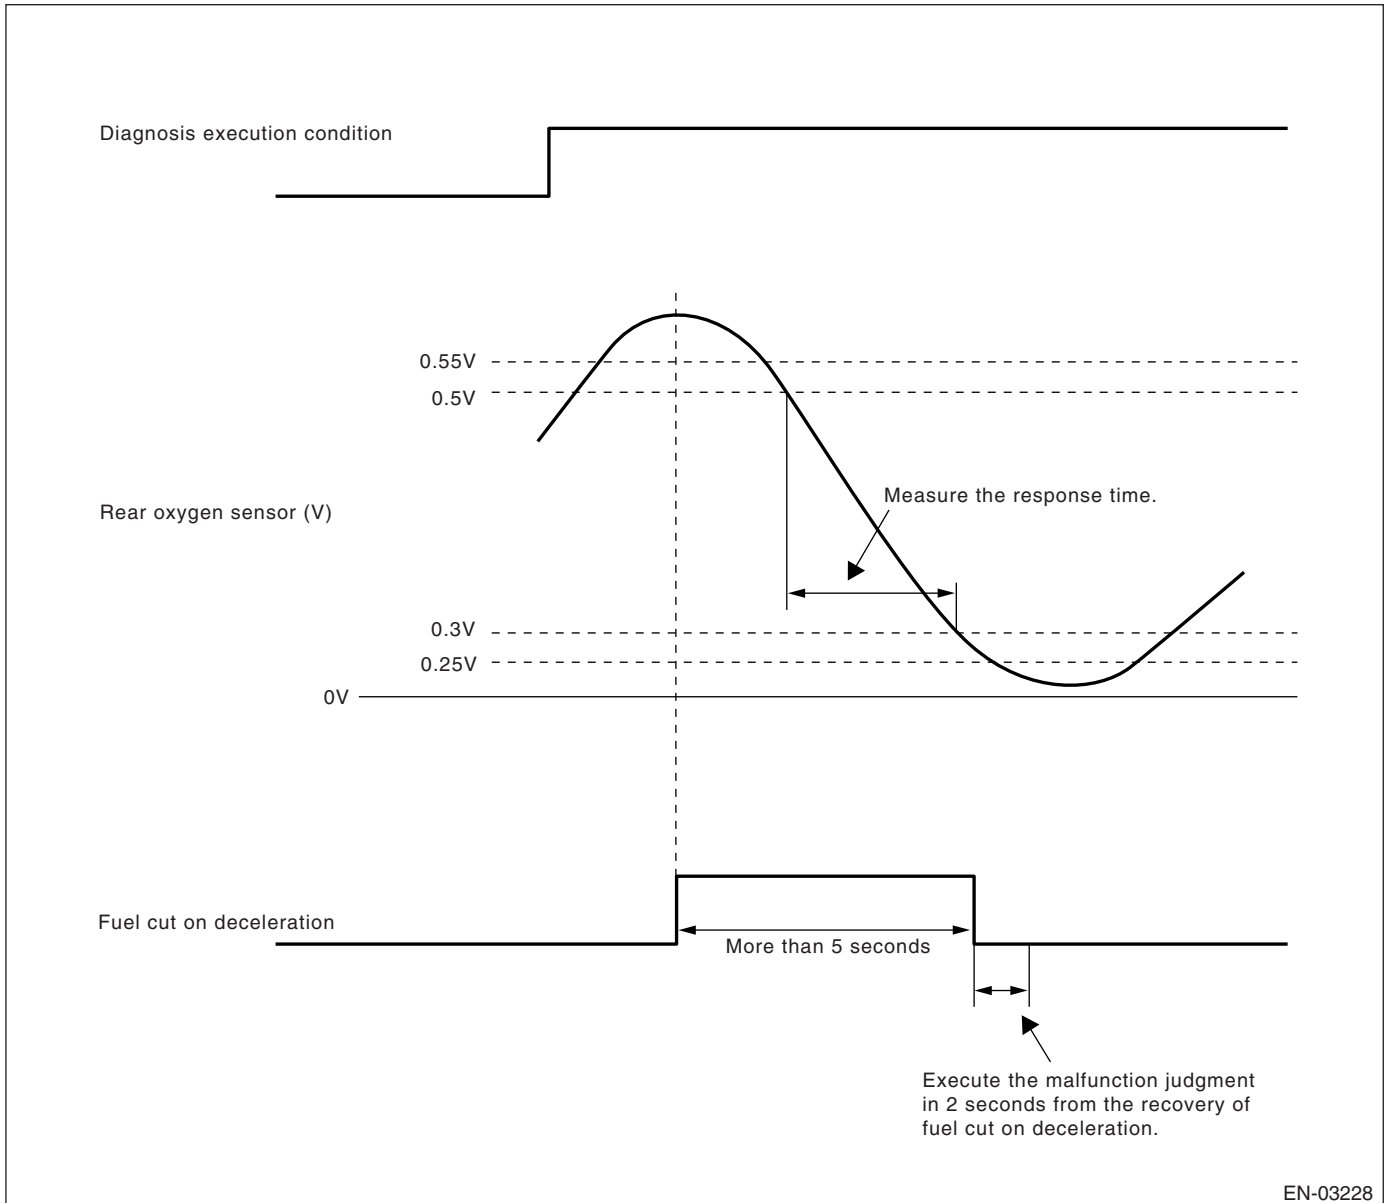 Diagnosis execution condition
0.55V
0.5V
Measure the response time.
Rear oxygen sensor (V)
0.3V
0.25V
0V
Fuel cut on deceleration
More than 5 seconds
Execute the malfunction judgment
in 2 seconds from the recovery of
fuel cut on deceleration.
EN-03228